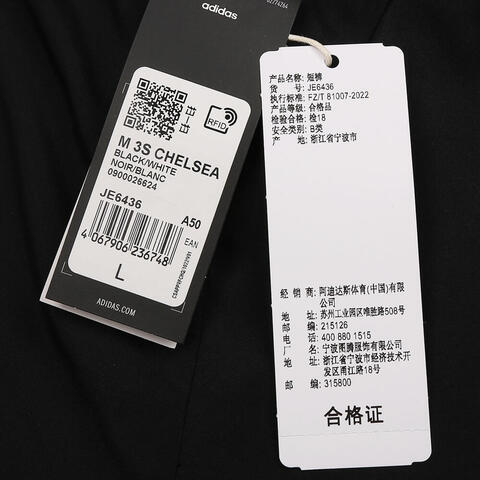 adidas
RFID
M 3S CHELSEA
BLACK/WHITE
NOIR/BLANC
0900026624
JE6436
A50
EAN
4 067906 236748
L
ADIDAS.COM
产品名称: 短裤
货 号: JE6436
执行标准: FZ/T 81007-2022
产品等级: 合格品
检验合格: 检18
安全类别: B类
产 地: 浙江省宁波市
经 销 商: 阿迪达斯体育(中国)有限
公司
地 址: 苏州工业园区唯胜路508号
邮 编: 215126
电 话: 400 880 1515
厂 名: 宁波甬腾服饰有限公司
地 址: 浙江省宁波市经济技术开
发区甬江路18号
邮 编: 315800
合格证